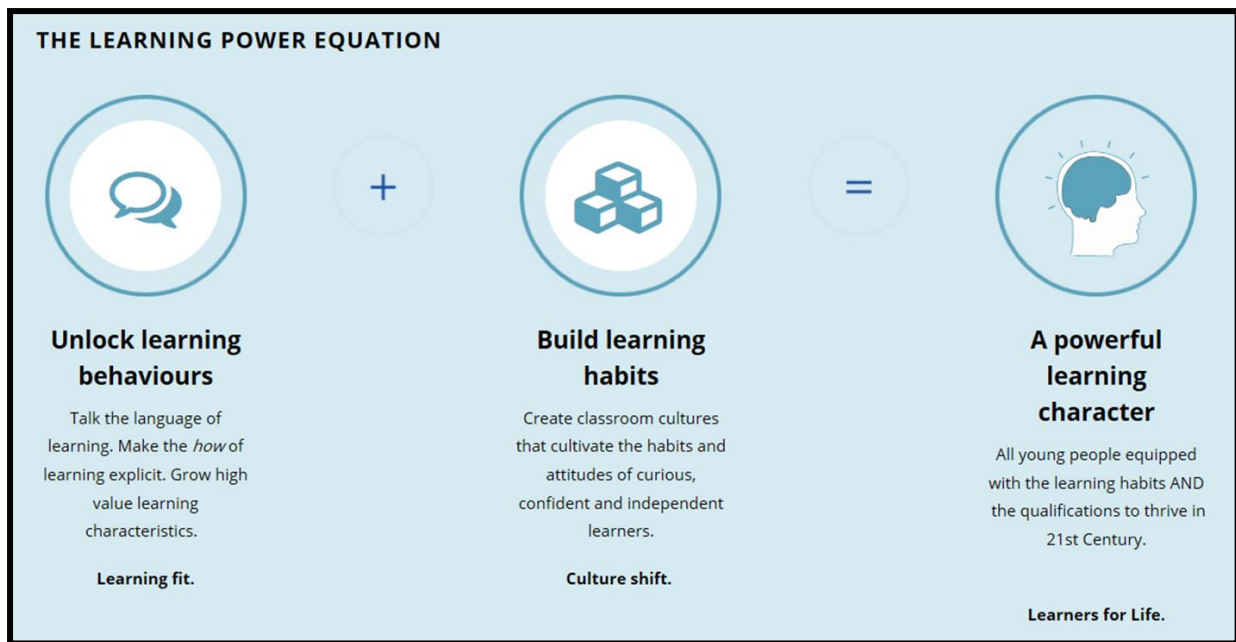 THE LEARNING POWER EQUATION
+
=
Unlock learning
behaviours
Talk the language of
learning. Make the how of
learning explicit. Grow high
value learning
characteristics.
Learning fit.
Build learning
habits
Create classroom cultures
that cultivate the habits and
attitudes of curious,
confident and independent
learners.
Culture shift.
A powerful
learning
character
All young people equipped
with the learning habits AND
the qualifications to thrive in
21st Century.
Learners for Life.